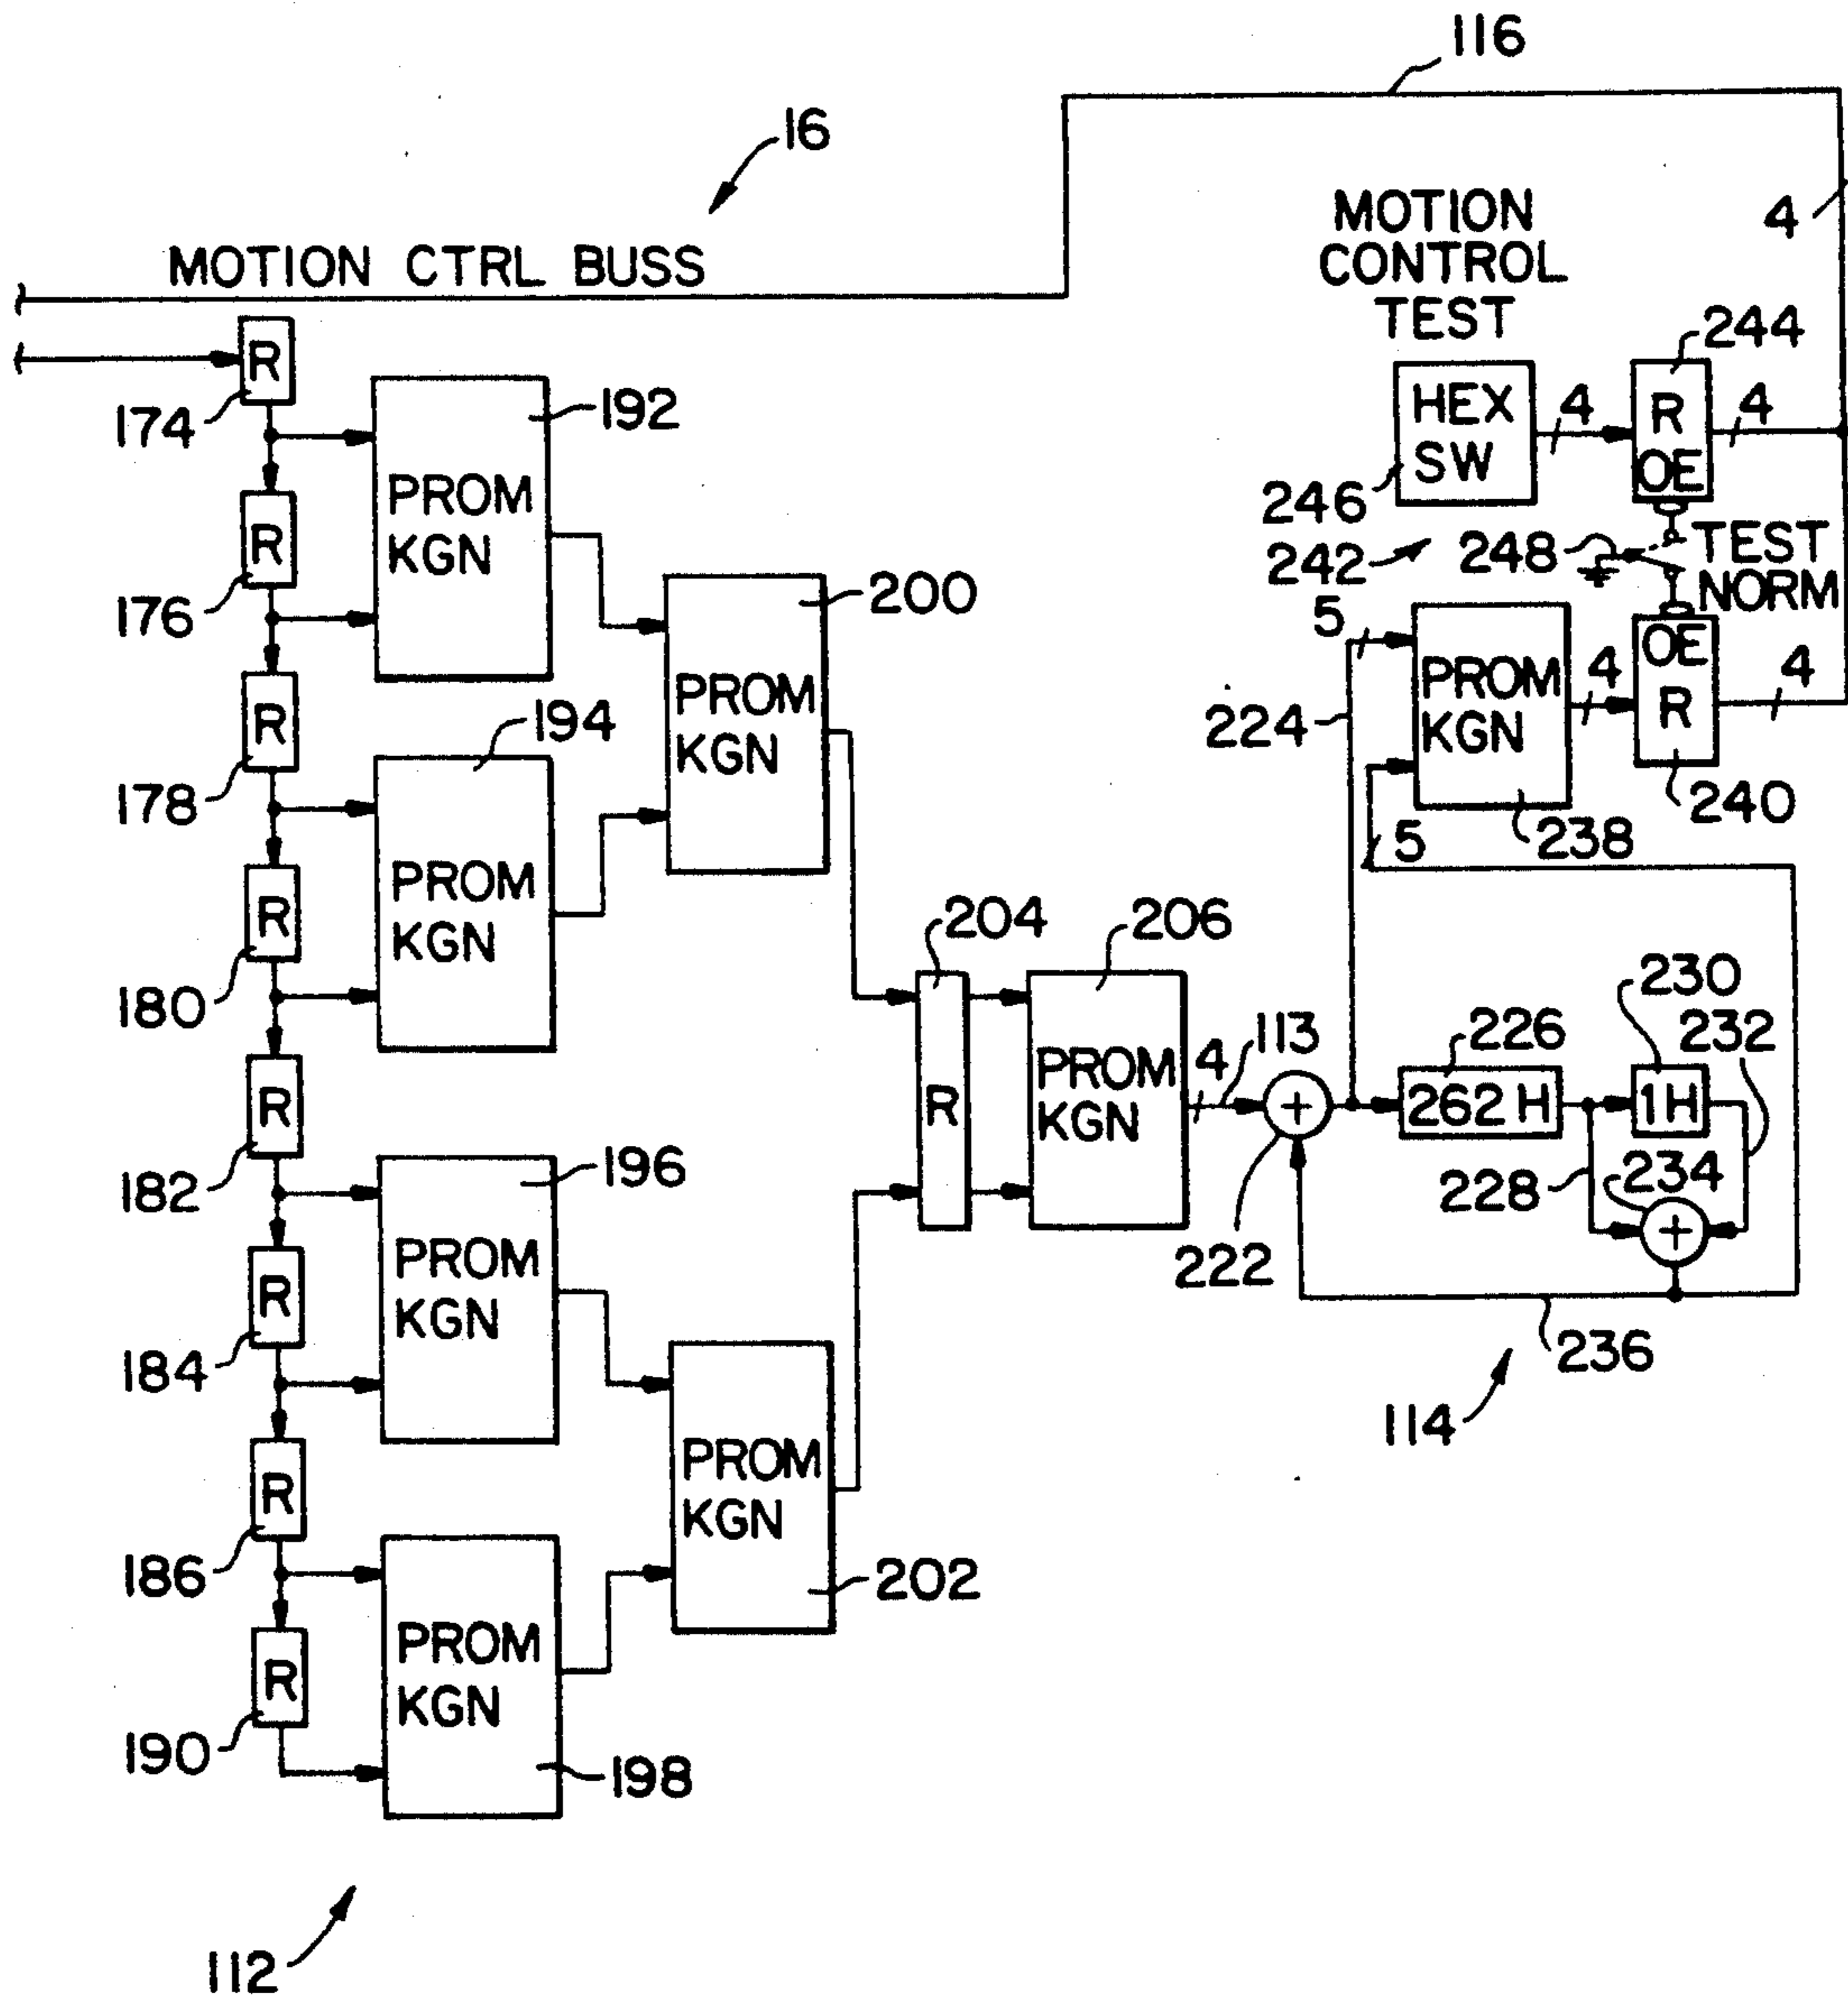 116
16
4
MOTION CTRL BUSS
MOTION
CONTROL
TEST
R
174
192
PROM
KGN
R
176
R
178
194
PROM
KGN
R
180
R
182
196
PROM
KGN
R
184
R
186
R
190
PROM
KGN
198
200
PROM
KGN
PROM
KGN
202
204
R
206
PROM
KGN
4
113
222
244
HEX
SW
4
R
OE
4
246
242
248
TEST
NORM
5
224
PROM
KGN
4
OE
R
4
238
240
5
226
262 H
230
1H
232
228
234
236
114
112